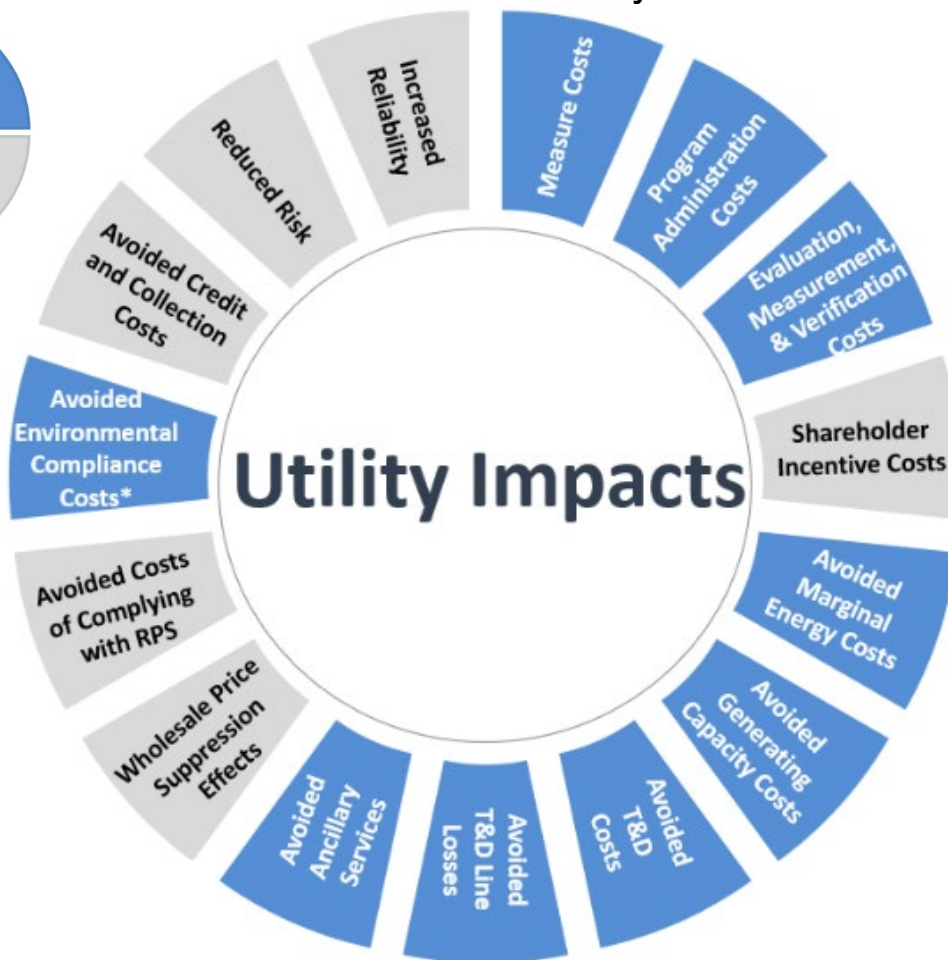 Utility Impacts
Measure Costs
Program
Administration
Costs
Evaluation,
Measurement,
& Verification
Costs
Shareholder
Incentive Costs
Avoided
Marginal
Energy Costs
Avoided
Generating
Capacity Costs
Avoided
T&D
Costs
Avoided
T&D Line
Losses
Avoided
Ancillary
Services
Wholesale Price
Suppression
Effects
Avoided Costs
of Complying
with RPS
Avoided
Environmental
Compliance
Costs*
Avoided Credit
and Collection
Costs
Reduced Risk
Increased
Reliability